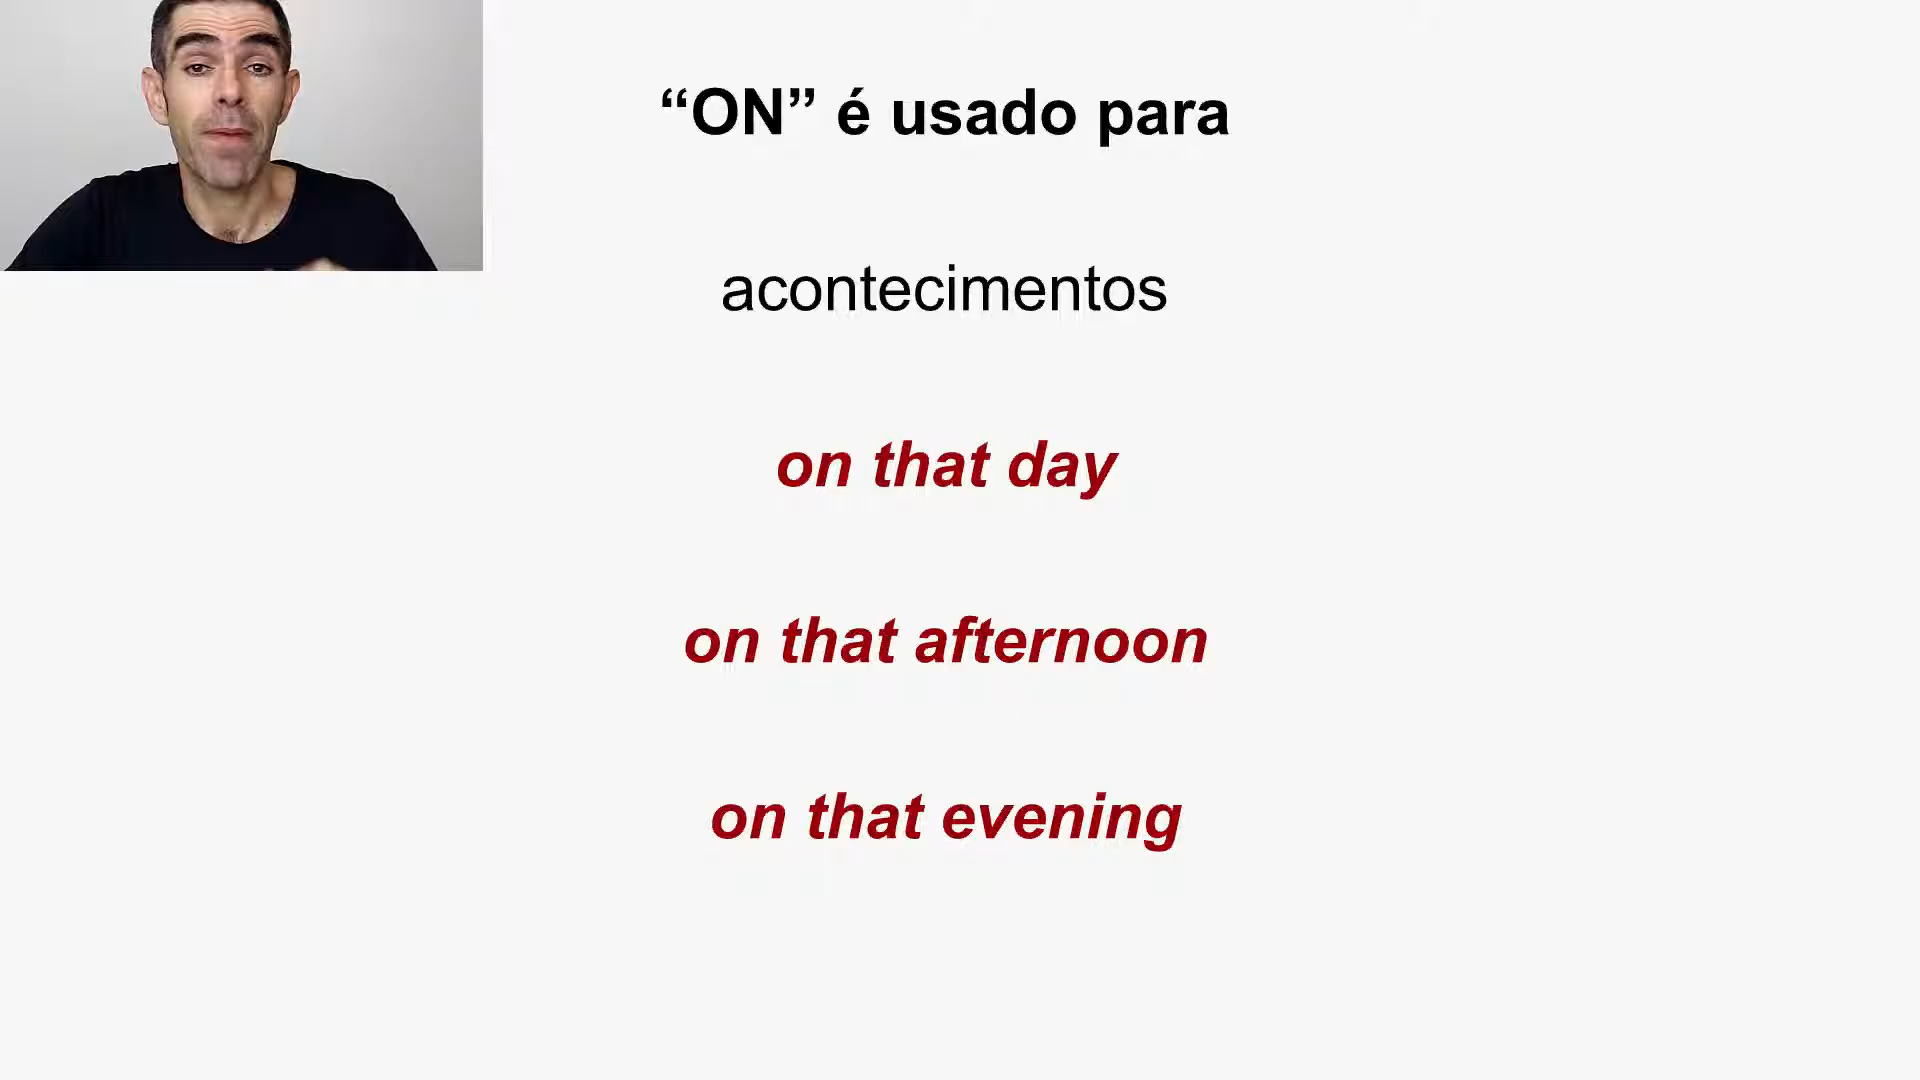 “ON” é usado para
acontecimentos
on that day
on that afternoon
on that evening